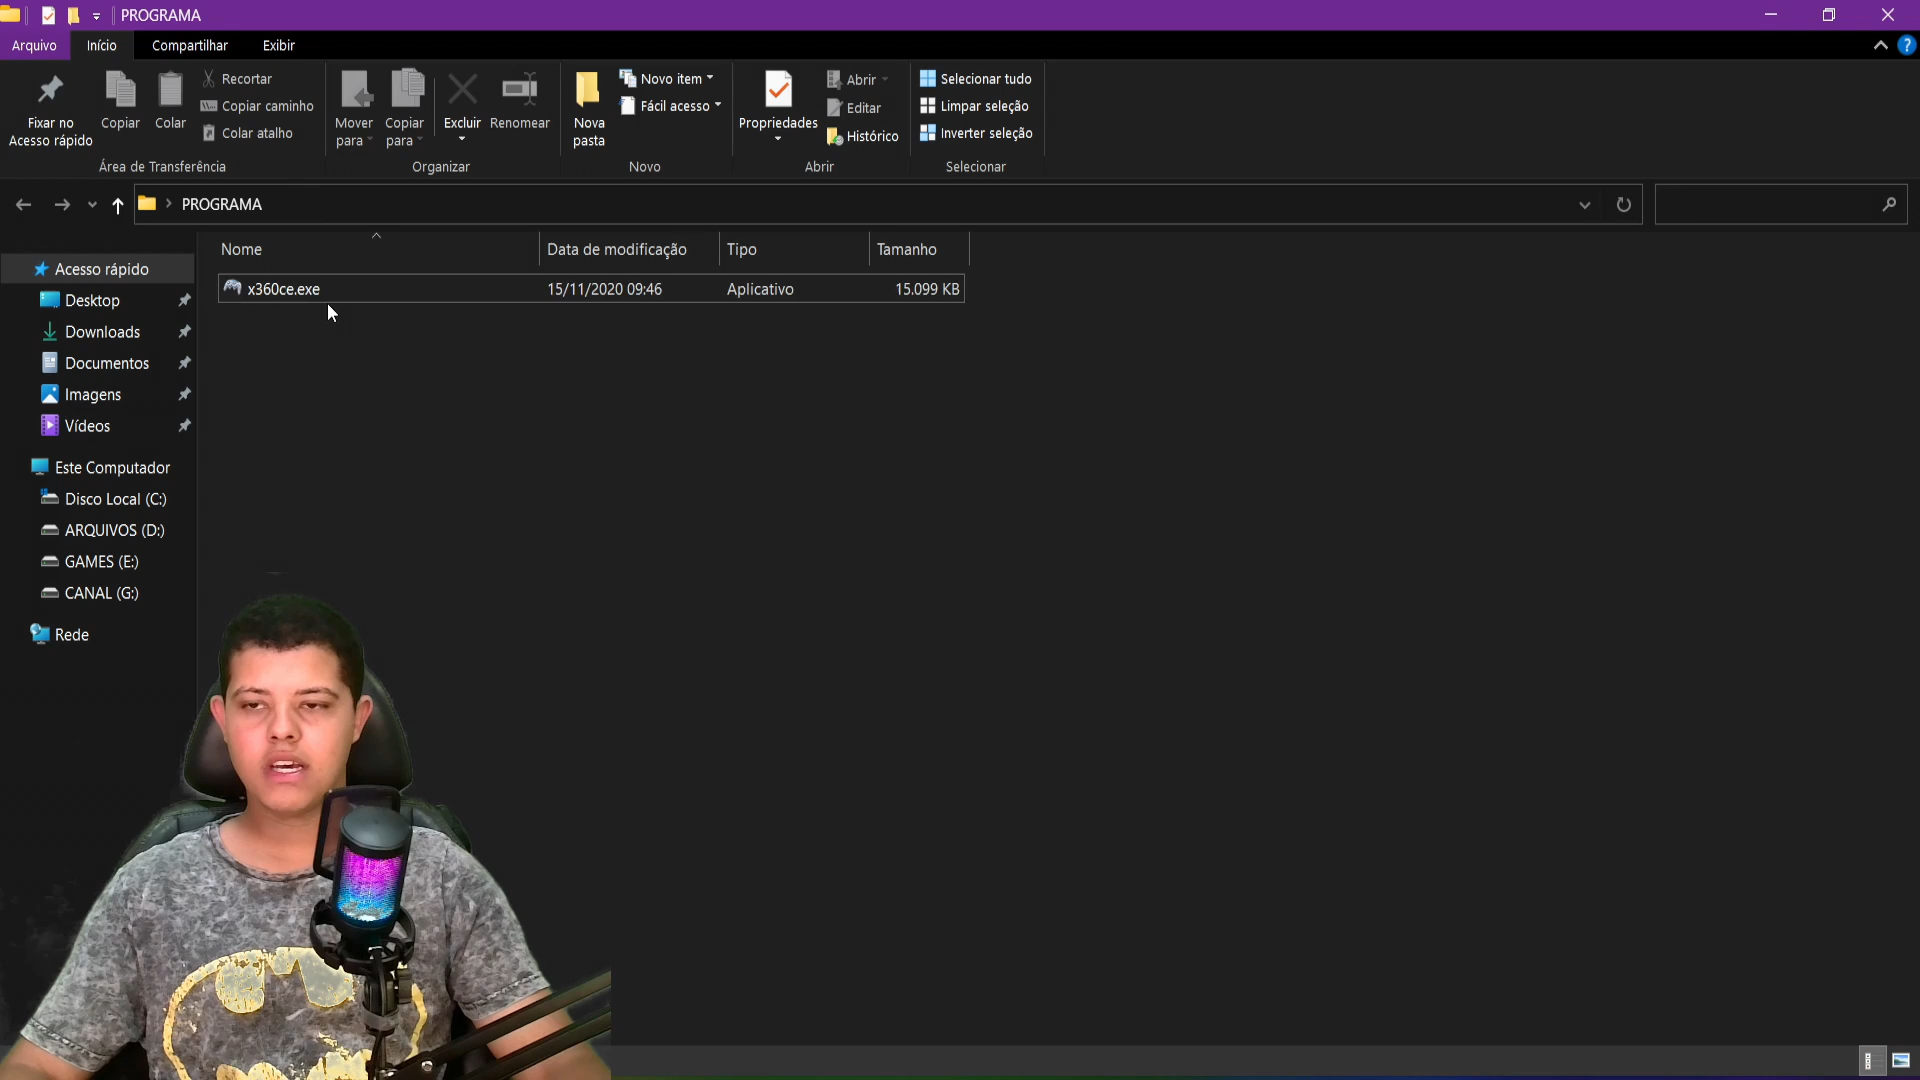 PROGRAMA
Arquivo Início Compartilhar Exibir
Fixar no
Acesso rápido
Copiar
Colar
Recortar
Copiar caminho
Colar atalho
Área de Transferência
Mover
para
Copiar
para
Excluir
Renomear
Organizar
Nova
pasta
Novo item
Fácil acesso
Novo
Propriedades
Abrir
Editar
Histórico
Abrir
Selecionar tudo
Limpar seleção
Inverter seleção
Selecionar
PROGRAMA
Nome Data de modificação Tipo Tamanho
x360ce.exe 15/11/2020 09:46 Aplicativo 15.099 KB
Acesso rápido
Desktop
Downloads
Documentos
Imagens
Vídeos
Este Computador
Disco Local (C:)
ARQUIVOS (D:)
GAMES (E:)
CANAL (G:)
Rede